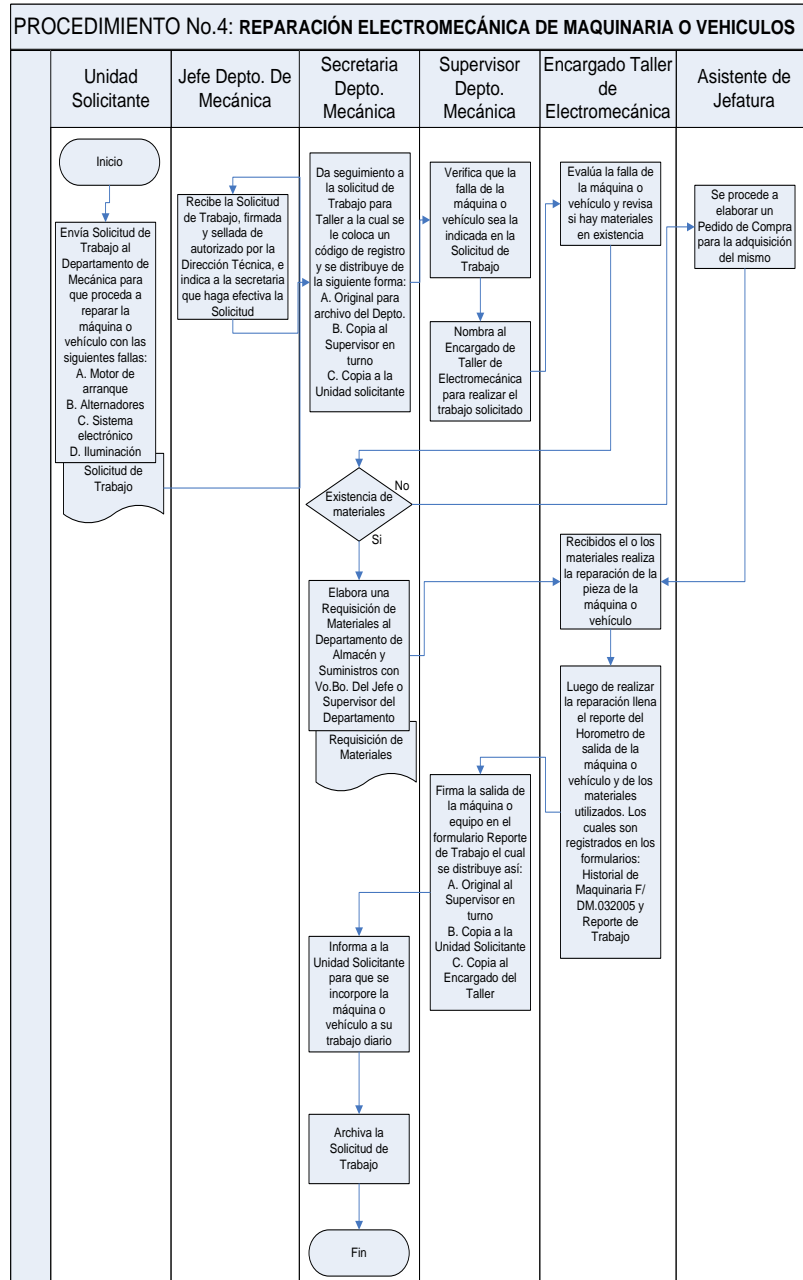 PROCEDIMIENTO No.4: REPARACIÓN ELECTROMECÁNICA DE MAQUINARIA O VEHICULOS
Unidad
Solicitante
Jefe Depto. De
Mecánica
Secretaria
Depto.
Mecánica
Supervisor
Depto.
Mecánica
Encargado Taller
de
Electromecánica
Asistente de
Jefatura
Inicio
Envía Solicitud de
Trabajo al
Departamento de
Mecánica para
que proceda a
reparar la
máquina o
vehículo con las
siguientes fallas:
A. Motor de
arranque
B. Alternadores
C. Sistema
electrónico
D. Iluminación
Solicitud de
Trabajo
Recibe la Solicitud
de Trabajo, firmada
y sellada de
autorizado por la
Dirección Técnica, e
indica a la secretaria
que haga efectiva la
Solicitud
Da seguimiento a
la solicitud de
Trabajo para
Taller a la cual se
le coloca un
código de registro
y se distribuye de
la siguiente forma:
A. Original para
archivo del Depto.
B. Copia al
Supervisor en
turno
C. Copia a la
Unidad solicitante
Verifica que la
falla de la
máquina o
vehículo sea la
indicada en la
Solicitud de
Trabajo
Nombra al
Encargado de
Taller de
Electromecánica
para realizar el
trabajo solicitado
Evalúa la falla de
la máquina o
vehículo y revisa
si hay materiales
en existencia
Se procede a
elaborar un
Pedido de Compra
para la adquisición
del mismo
Existencia de
materiales
No
Si
Elabora una
Requisición de
Materiales al
Departamento de
Almacén y
Suministros con
Vo.Bo. Del Jefe o
Supervisor del
Departamento
Requisición de
Materiales
Recibidos el o los
materiales realiza
la reparación de la
pieza de la
máquina o
vehículo
Luego de realizar
la reparación llena
el reporte del
Horometro de
salida de la
máquina o
vehículo y de los
materiales
utilizados. Los
cuales son
registrados en los
formularios:
Historial de
Maquinaria F/
DM.032005 y
Reporte de
Trabajo
Firma la salida de
la máquina o
equipo en el
formulario Reporte
de Trabajo el cual
se distribuye así:
A. Original al
Supervisor en
turno
B. Copia a la
Unidad Solicitante
C. Copia al
Encargado del
Taller
Informa a la
Unidad Solicitante
para que se
incorpore la
máquina o
vehículo a su
trabajo diario
Archiva la
Solicitud de
Trabajo
Fin